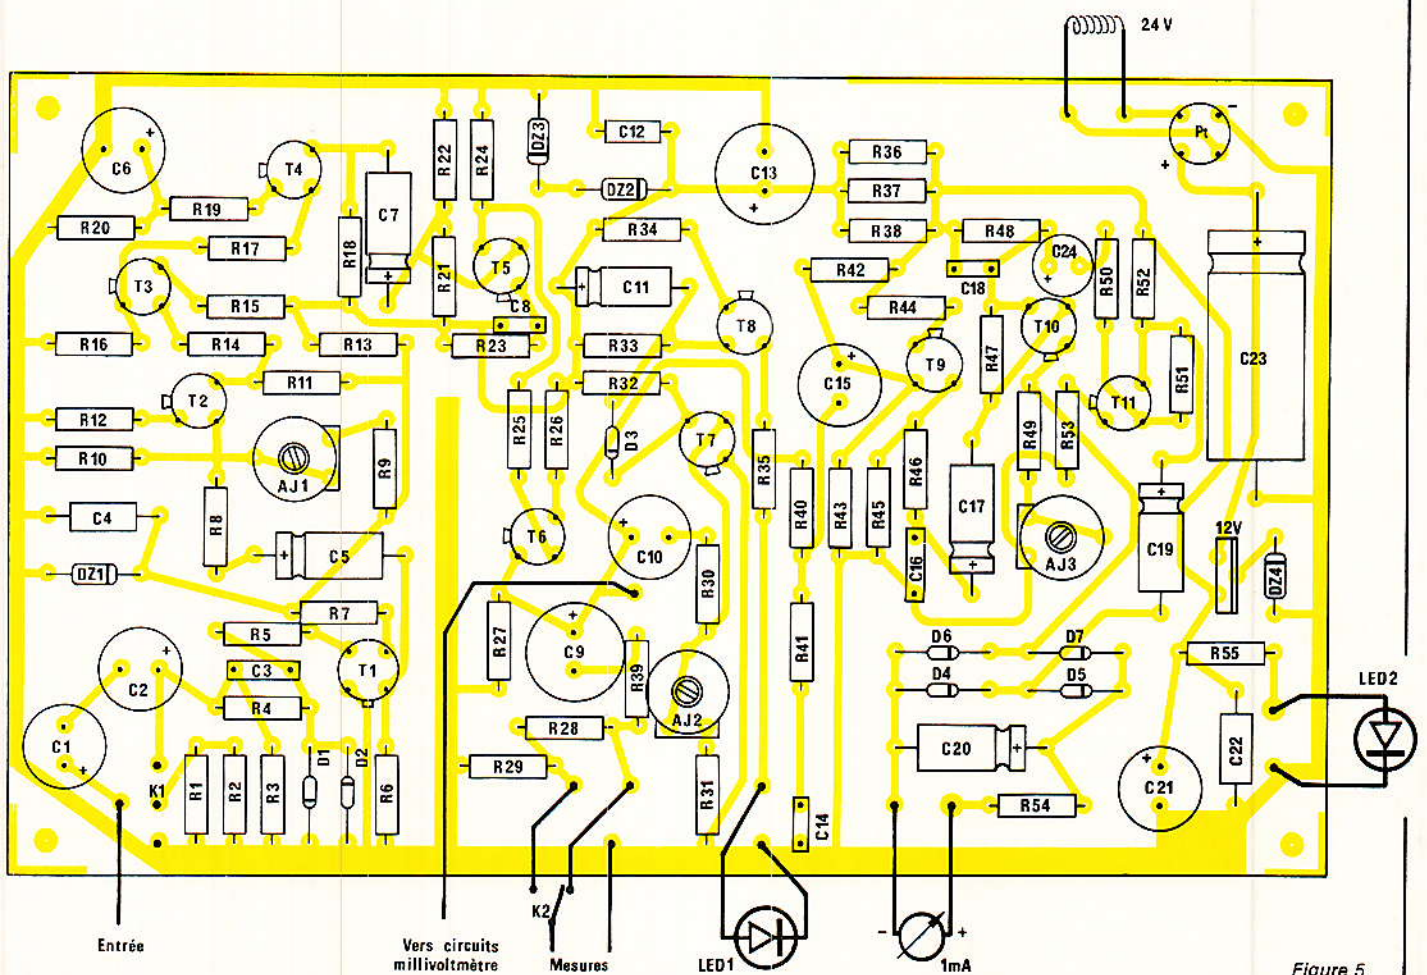 24 V
C6
T4
R19
R20
R17
C7
R22
R24
DZ3
C12
DZ2
C13
R36
R37
R38
R48
C24
Pt
R18
R21
T5
C8
R34
C11
R42
C18
R50
R52
T3
R15
R44
T10
R16
R14
R13
R23
R33
T8
T9
R47
R51
C23
R11
R32
C15
T2
T11
R12
R10
AJ1
R9
R25
R26
D3
T7
R35
R46
R49
R53
C4
R8
C5
T6
C10
R40
R43
R45
C17
C16
AJ3
C19
12V
DZ4
DZ1
R7
R5
R27
R30
R41
C3
T1
C2
R4
C9
R39
AJ2
D6
D7
D4
D5
R55
LED2
C1
K1
R1
R2
R3
D1
D2
R6
R28
R29
R31
C14
C20
R54
C21
C22
K2
Entrée
Vers circuits
millivoltmètre
Mesures
LED1
1mA
Figure 5